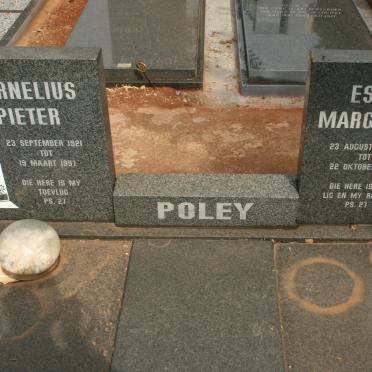 RNELIUS
PIETER
23 SEPTEMBER 1921
TOT
19 MAART 1997
DIE HERE IS MY
TOEVLUG
PS. 27
POLEY
ES
MARG
23 AUGUS
TOT
22 OKTOBE
DIE HERE IS
LIG EN MY R
PS. 27